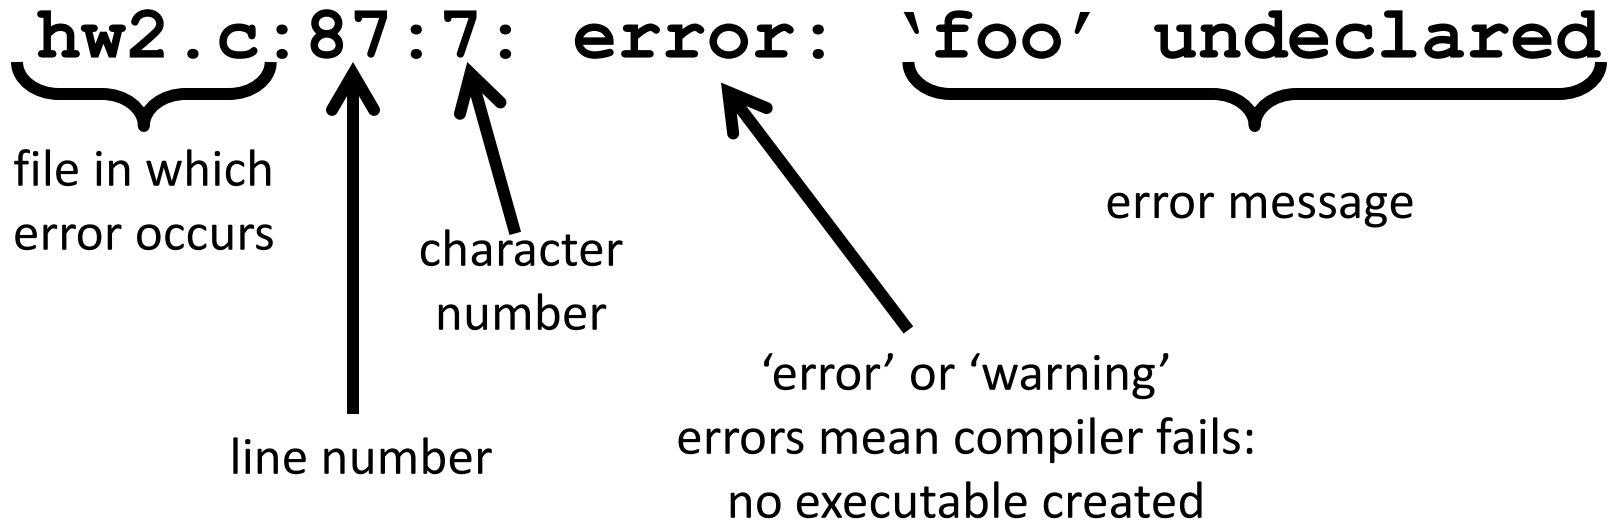 hw2.c:87:7: error: ‘foo’ undeclared
file in which
error occurs
character
number
line number
error message
‘error’ or ‘warning’
errors mean compiler fails:
no executable created